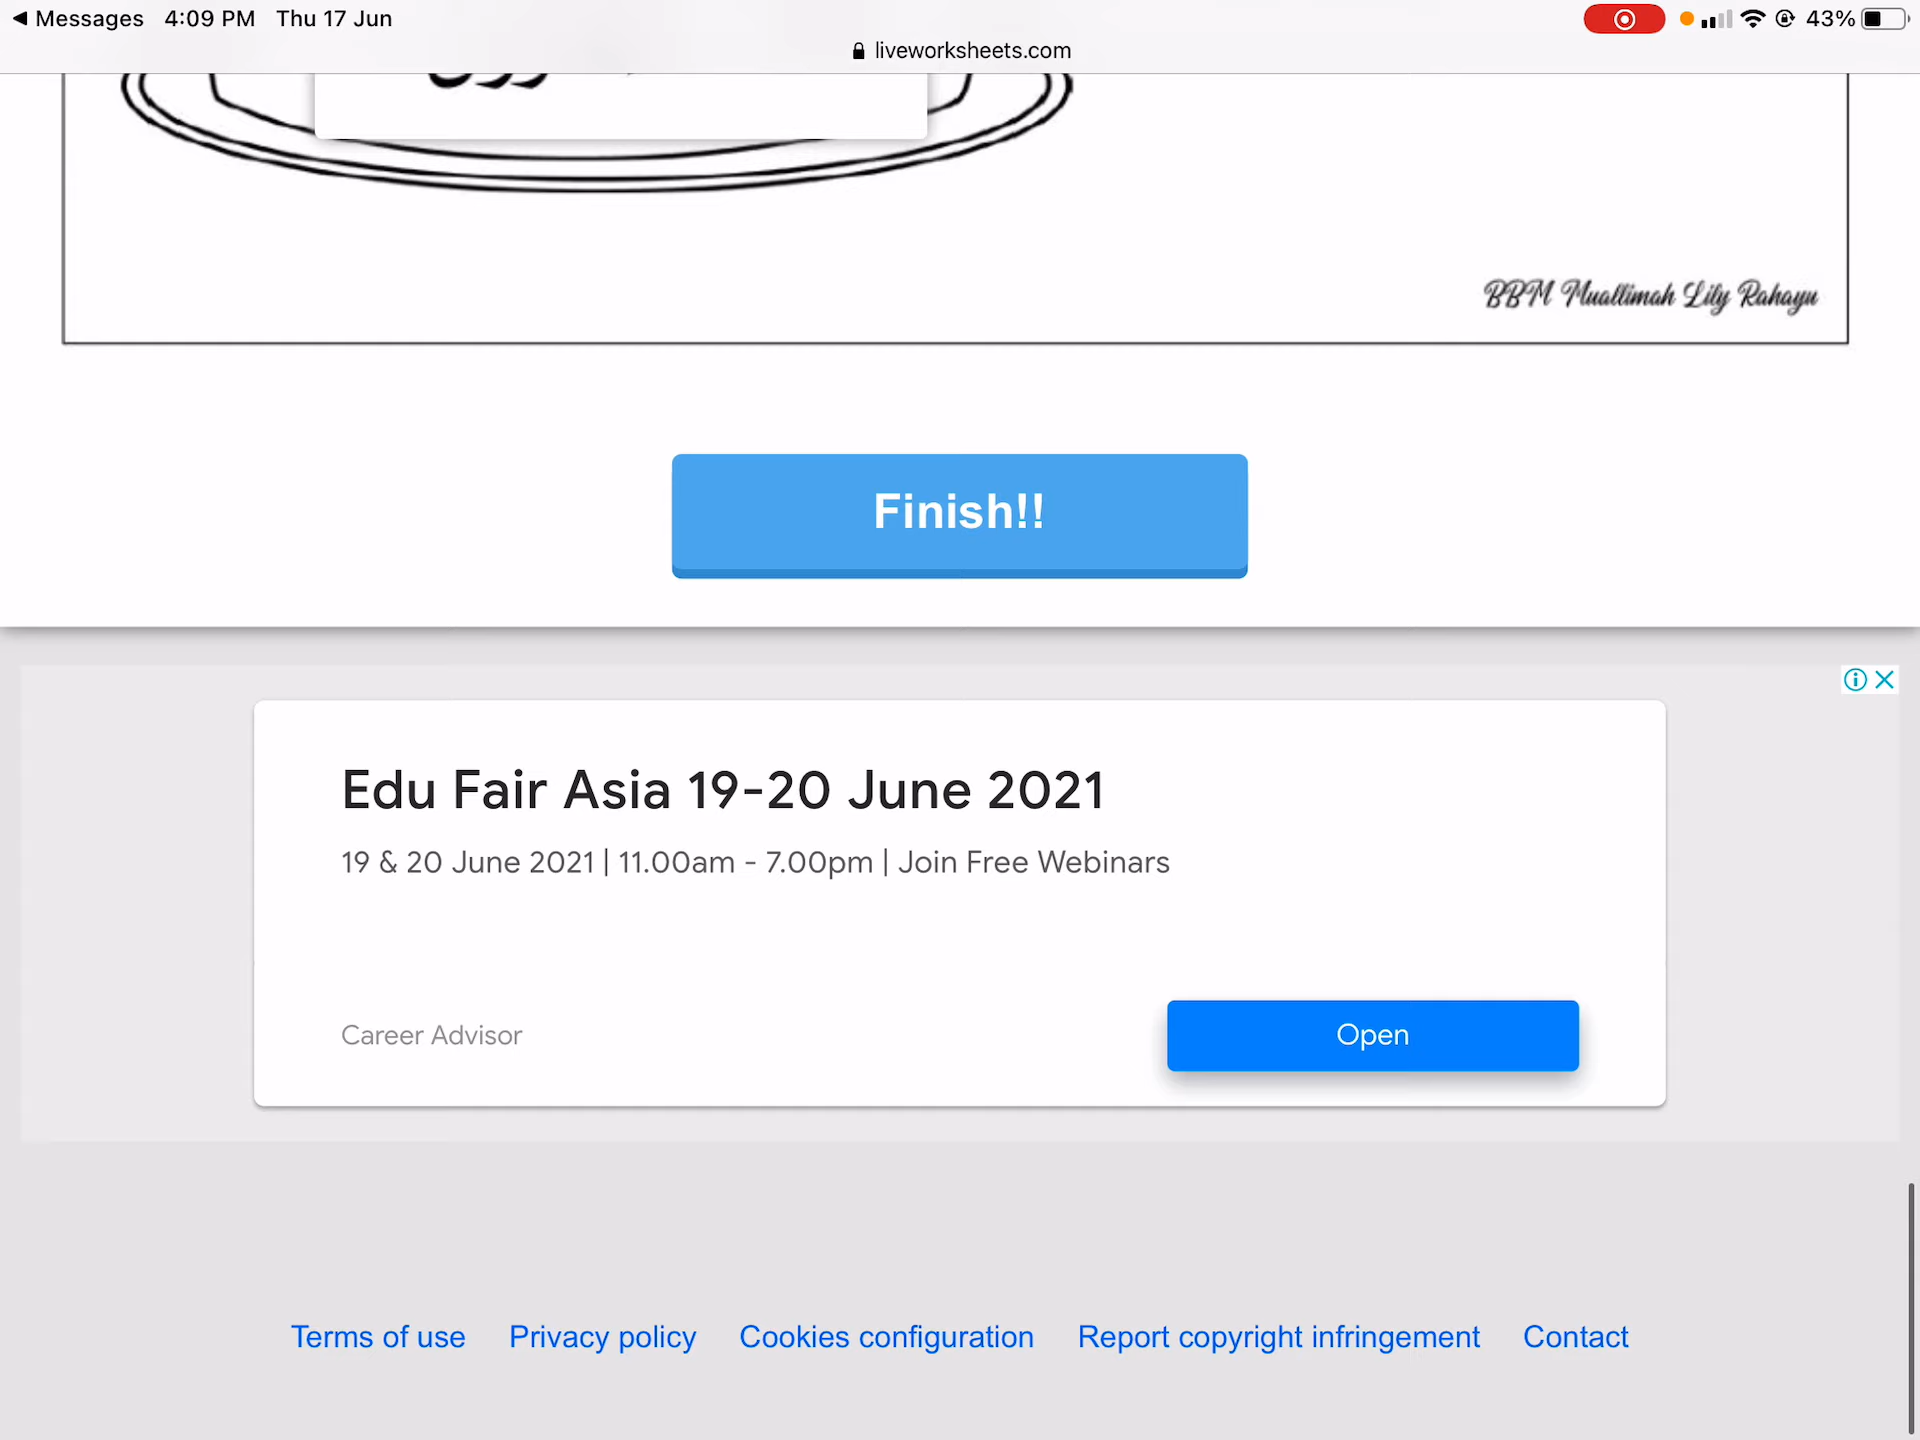 Messages 4:09 PM Thu 17 Jun 43%
liveworksheets.com
BBM Muallimah Lily Rahayu
Finish!!
Edu Fair Asia 19-20 June 2021
19 & 20 June 2021 | 11.00am - 7.00pm | Join Free Webinars
Career Advisor
Open
Terms of use Privacy policy Cookies configuration Report copyright infringement Contact